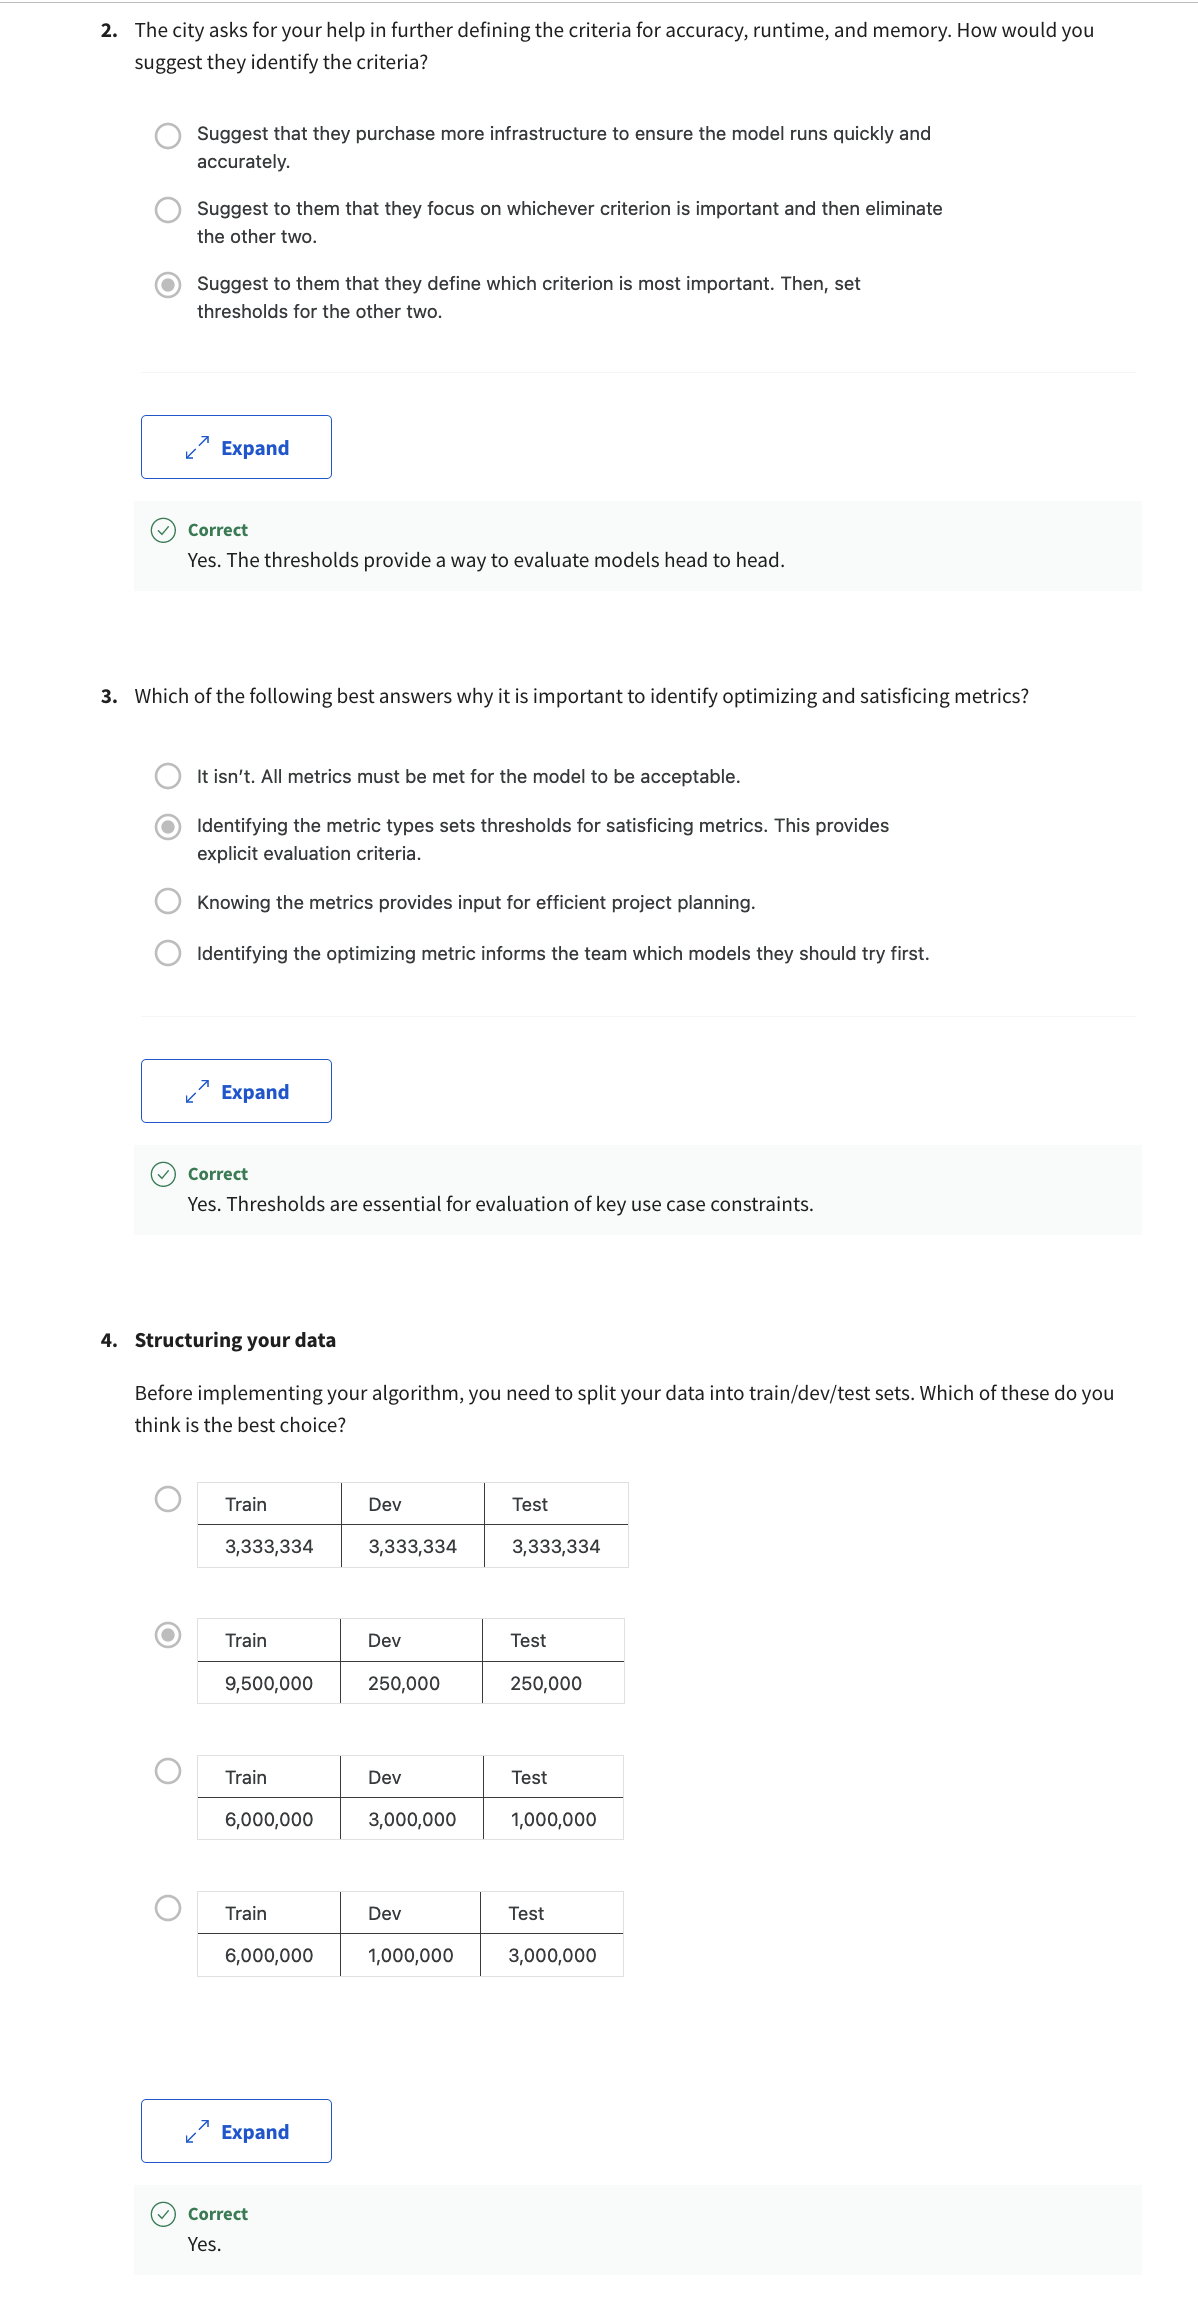 2. The city asks for your help in further defining the criteria for accuracy, runtime, and memory. How would you
suggest they identify the criteria?
Suggest that they purchase more infrastructure to ensure the model runs quickly and
accurately.
Suggest to them that they focus on whichever criterion is important and then eliminate
the other two.
Suggest to them that they define which criterion is most important. Then, set
thresholds for the other two.
Expand
Correct
Yes. The thresholds provide a way to evaluate models head to head.
3. Which of the following best answers why it is important to identify optimizing and satisficing metrics?
It isn't. All metrics must be met for the model to be acceptable.
Identifying the metric types sets thresholds for satisficing metrics. This provides
explicit evaluation criteria.
Knowing the metrics provides input for efficient project planning.
Identifying the optimizing metric informs the team which models they should try first.
Expand
Correct
Yes. Thresholds are essential for evaluation of key use case constraints.
4. Structuring your data
Before implementing your algorithm, you need to split your data into train/dev/test sets. Which of these do you
think is the best choice?
Train Dev Test
3,333,334 3,333,334 3,333,334
Train Dev Test
9,500,000 250,000 250,000
Train Dev Test
6,000,000 3,000,000 1,000,000
Train Dev Test
6,000,000 1,000,000 3,000,000
Expand
Correct
Yes.